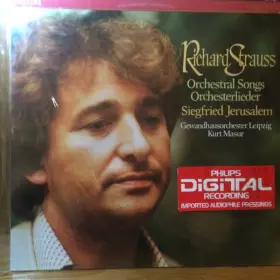 Richard Strauss
Orchestral Songs
Orchesterlieder
Siegfried Jerusalem
Gewandhausorchester Leipzig
Kurt Masur
PHILIPS
DiGiTAL
RECORDING
IMPORTED AUDIOPHILE PRESSINGS